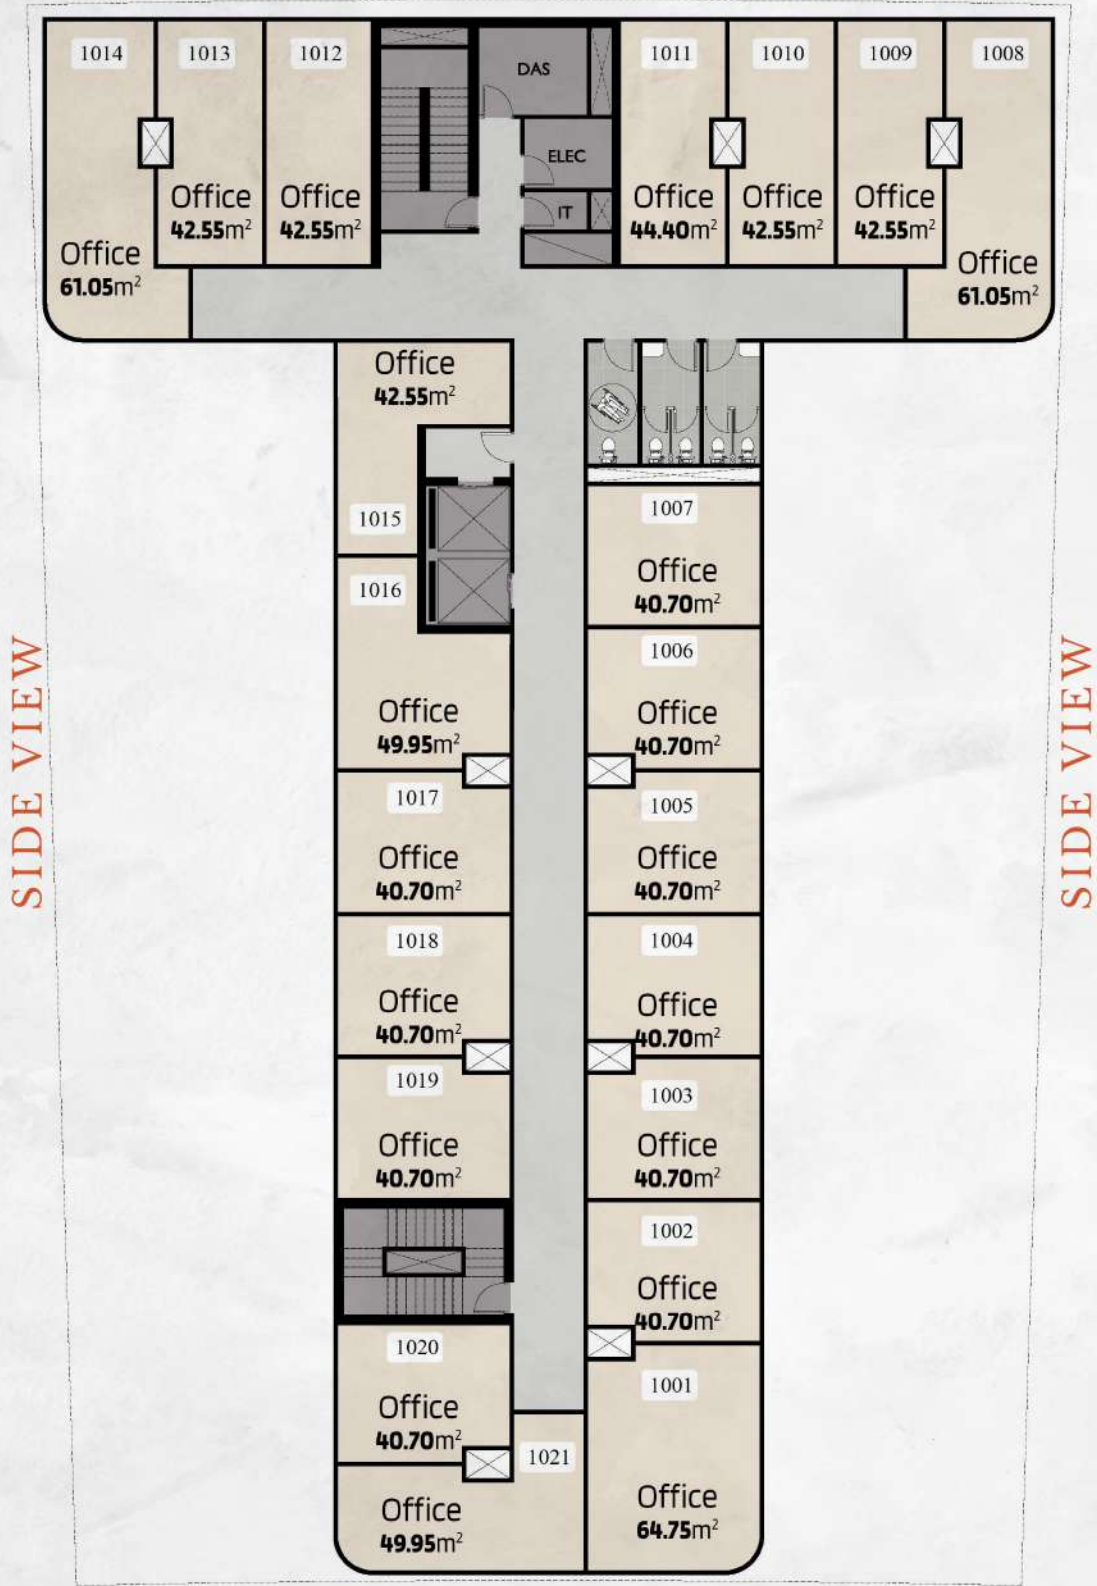 1014
1013
1012
1011
1010
1009
1008
DAS
ELEC
IT
Office
42.55m²
Office
42.55m²
Office
44.40m²
Office
42.55m²
Office
42.55m²
Office
61.05m²
Office
61.05m²
Office
42.55m²
1015
1007
Office
40.70m²
1016
Office
49.95m²
1006
Office
40.70m²
SIDE VIEW
SIDE VIEW
1017
Office
40.70m²
1005
Office
40.70m²
1018
Office
40.70m²
1004
Office
40.70m²
1019
Office
40.70m²
1003
Office
40.70m²
1002
Office
40.70m²
1020
Office
40.70m²
1001
Office
64.75m²
1021
Office
49.95m²